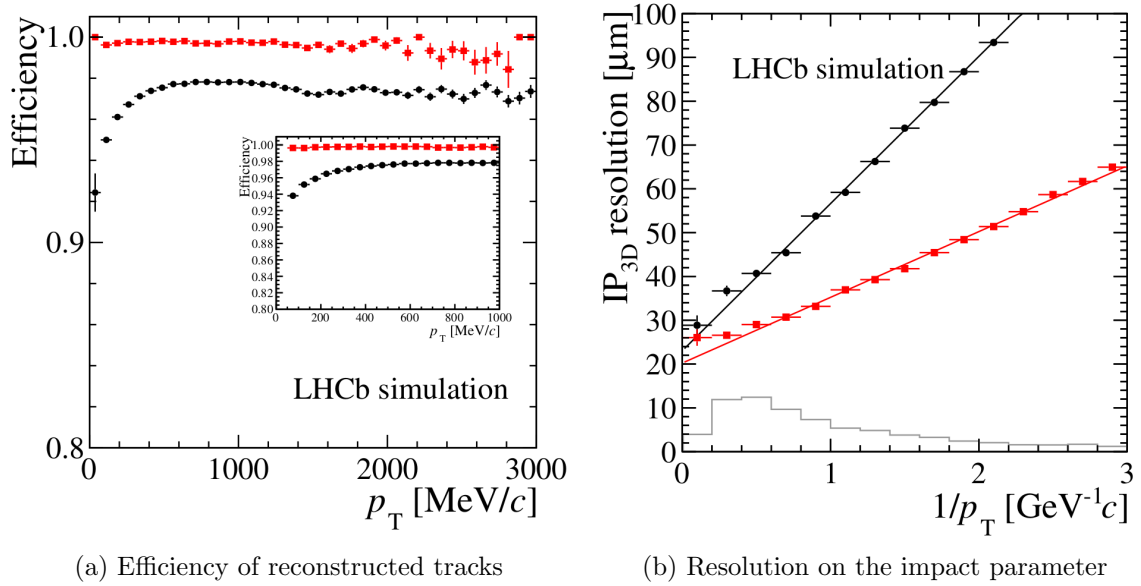 Efficiency
1.0
0.9
0.8
LHCb simulation
0 1000 2000 3000
p_T [MeV/c]
Efficiency
1.00
0.98
0.96
0.94
0.92
0.90
0.88
0.86
0.84
0.82
0.80
0 200 400 600 800 1000
p_T [MeV/c]
(a) Efficiency of reconstructed tracks
IP_3D resolution [μm]
100
90
80
70
60
50
40
30
20
10
0
LHCb simulation
0 1 2 3
1/p_T [GeV⁻¹c]
(b) Resolution on the impact parameter